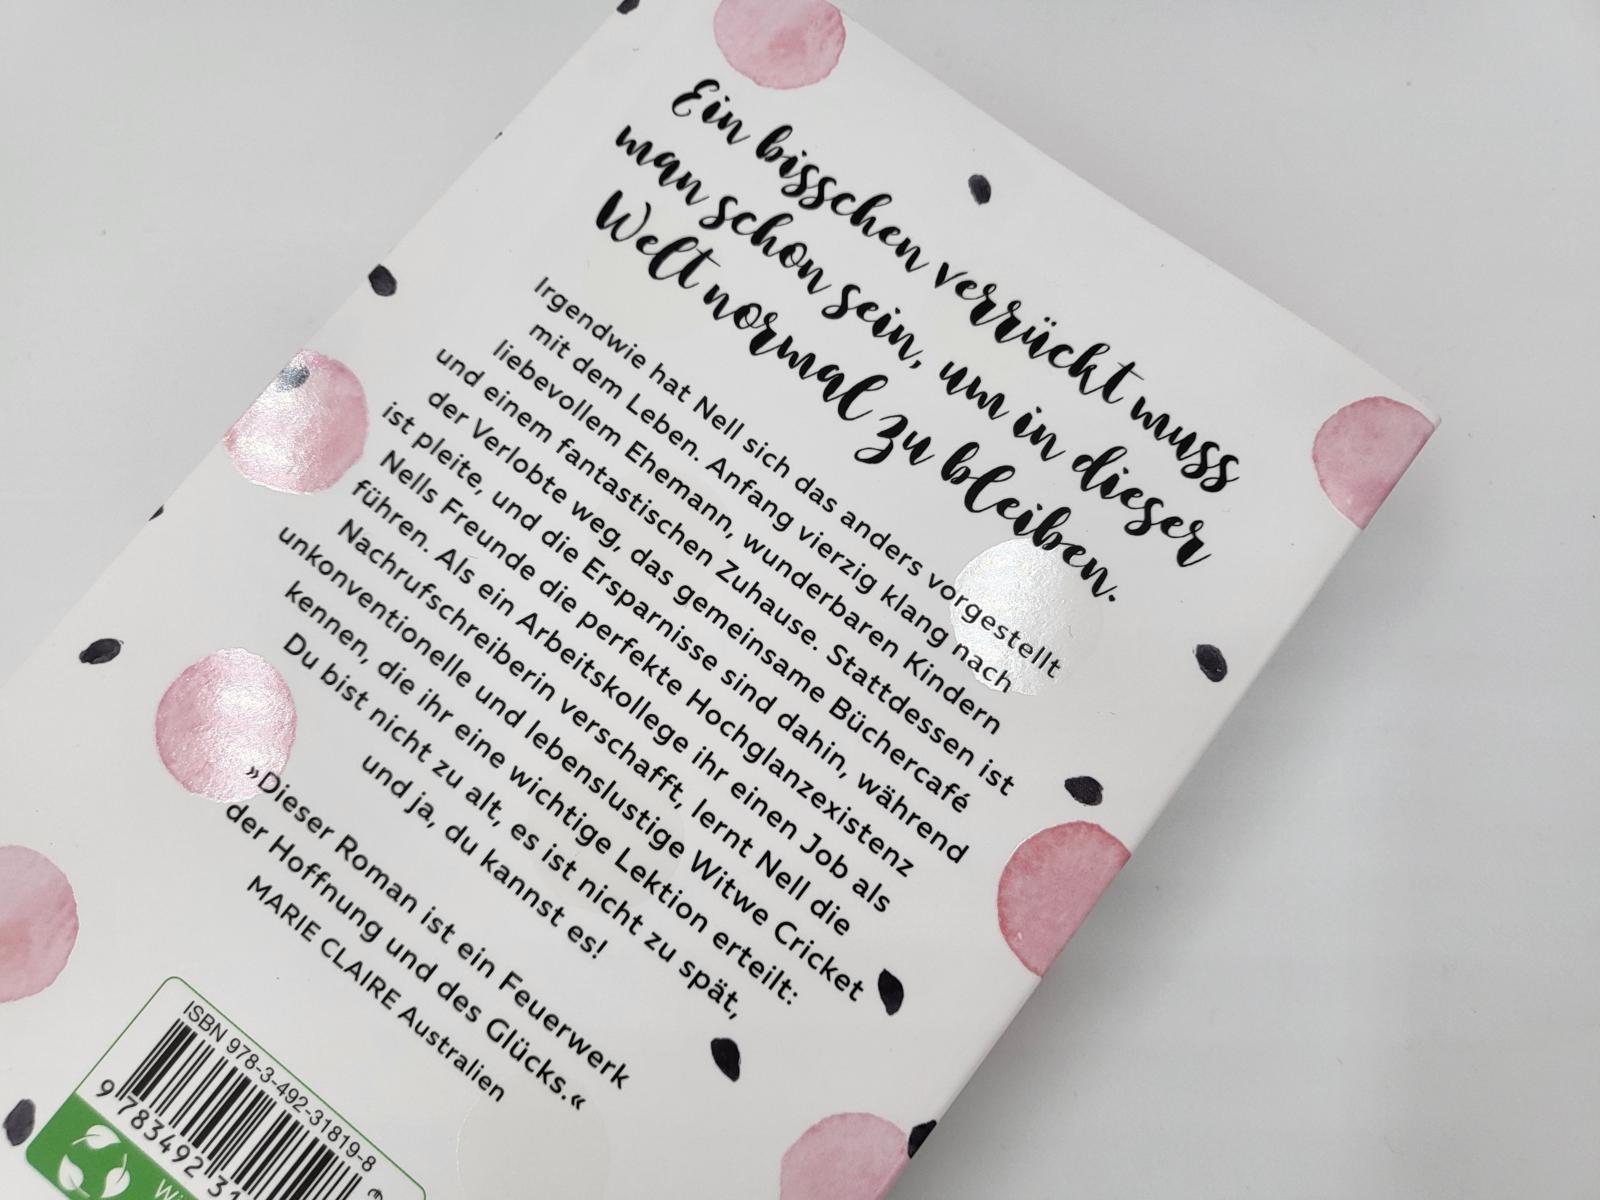 Ein bisschen verrückt muss
man schon sein, um in dieser
Welt normal zu bleiben.
Irgendwie hat Nell sich das anders vorgestellt
mit dem Leben. Anfang vierzig klang nach
liebevollem Ehemann, wunderbaren Kindern
und einem fantastischen Zuhause. Stattdessen ist
der Verlobte weg, das gemeinsame Büchercafé
ist pleite, und die Ersparnisse sind dahin, während
Nells Freunde die perfekte Hochglanzexistenz
führen. Als ein Arbeitskollege ihr einen Job als
Nachrufschreiberin verschafft, lernt Nell die
unkonventionelle und lebenslustige Witwe Cricket
kennen, die ihr eine wichtige Lektion erteilt:
Du bist nicht zu alt, es ist nicht zu spät,
und ja, du kannst es!
»Dieser Roman ist ein Feuerwerk
der Hoffnung und des Glücks.«
MARIE CLAIRE Australien
ISBN 978-3-492-31819-8
9 783492 31